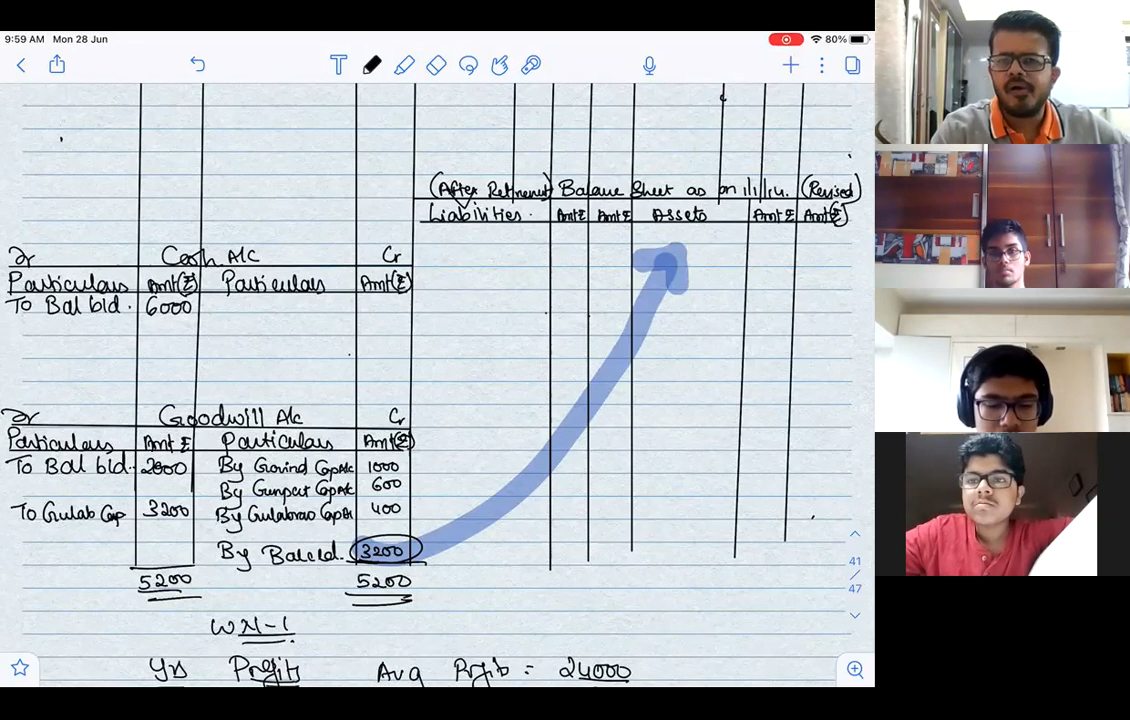 9:59 AM Mon 28 Jun
80%
(After Retirement) Balance Sheet as on 1/1/14. (Revised)
Liabilities. Amt ₹ Amt ₹ Assets Amt ₹ Amt (₹)
Dr Cash A/c Cr
Particulars Amt (₹) Particulars Amt (₹)
To Bal b/d. 6000
Dr Goodwill A/c Cr
Particulars Amt ₹ Particulars Amt (₹)
To Bal b/d. 2000 By Govind Cap A/c 1000
By Gunpat Cap A/c 600
To Gulab Cap 3200 By Gulabrao Cap 400
By Bal c/d. 3200
5200 5200
WN-1
Yrs Profits Avg Profit = 24000
41
/
47